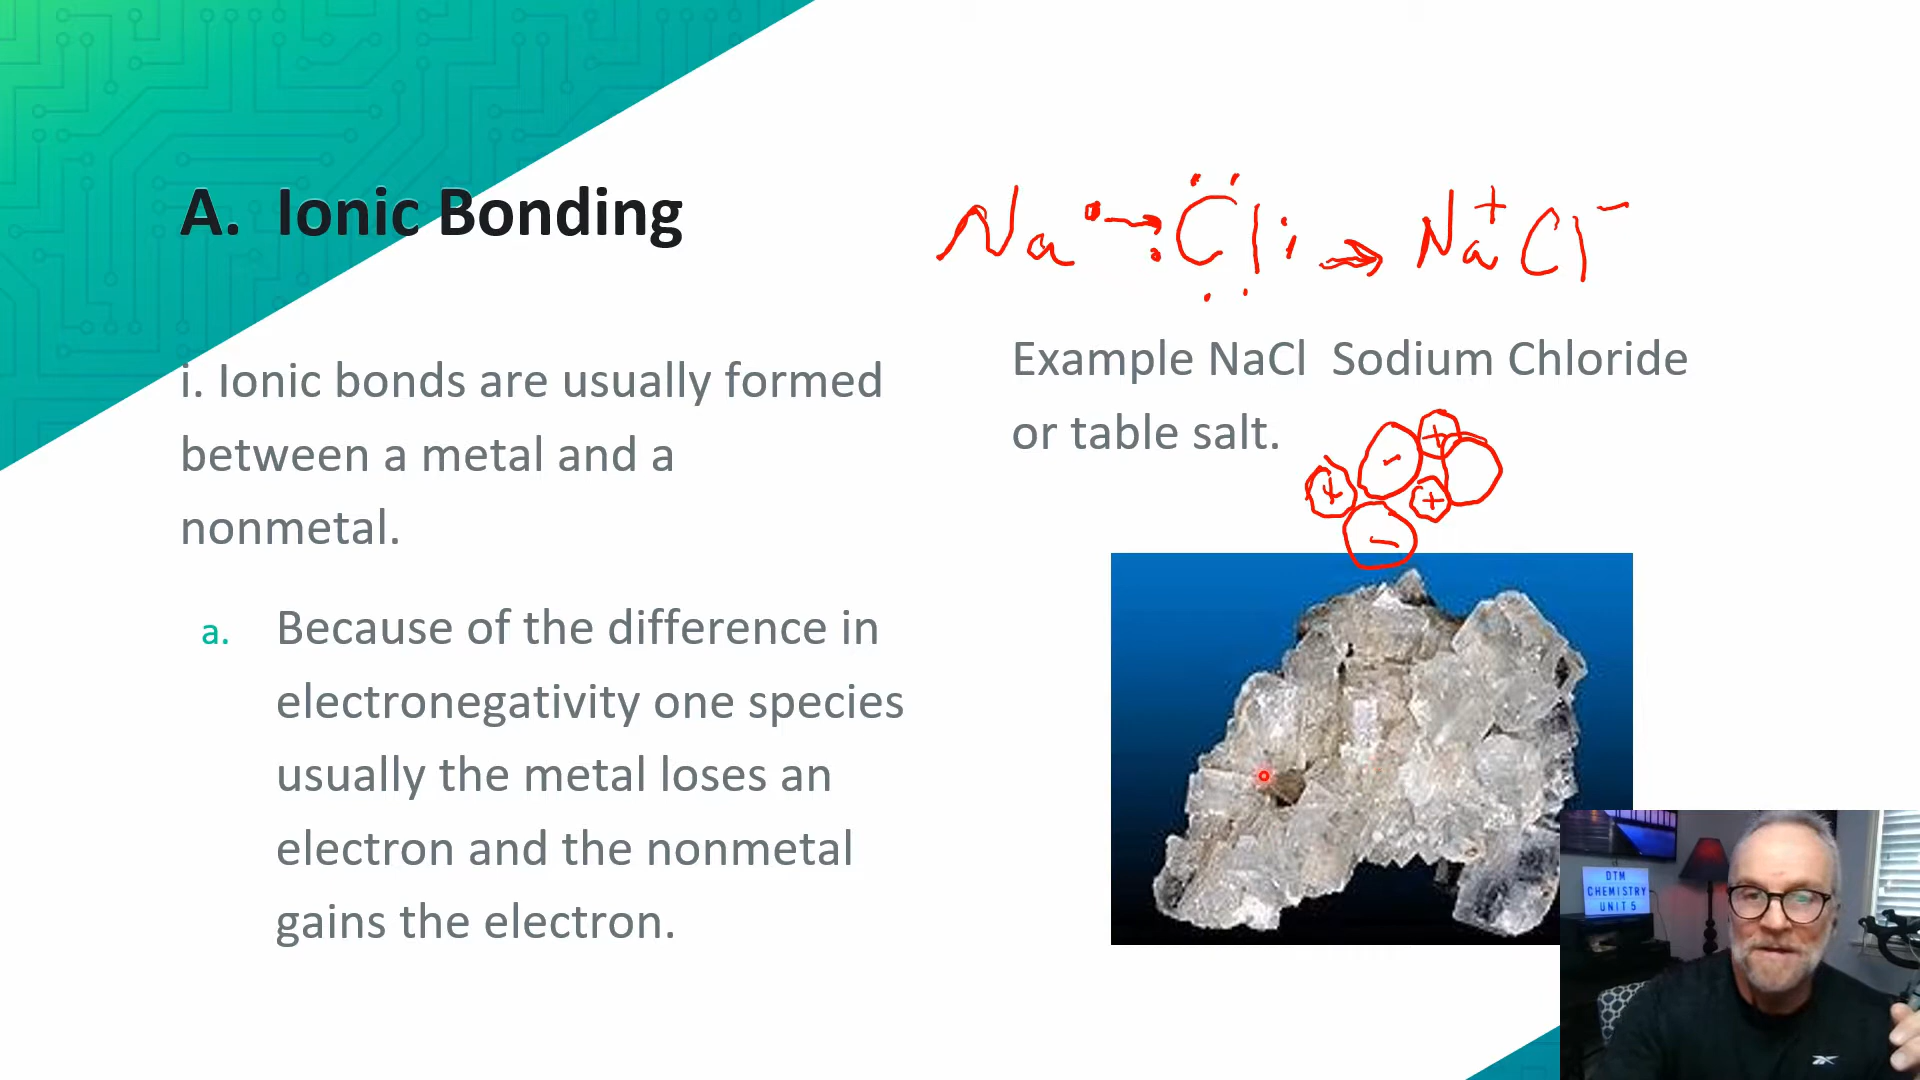 A. Ionic Bonding
Na Cl → Na⁺ Cl⁻
i. Ionic bonds are usually formed
between a metal and a
nonmetal.
a. Because of the difference in
electronegativity one species
usually the metal loses an
electron and the nonmetal
gains the electron.
Example NaCl Sodium Chloride
or table salt.
+ - + + -
DTM
CHEMISTRY
UNIT 5